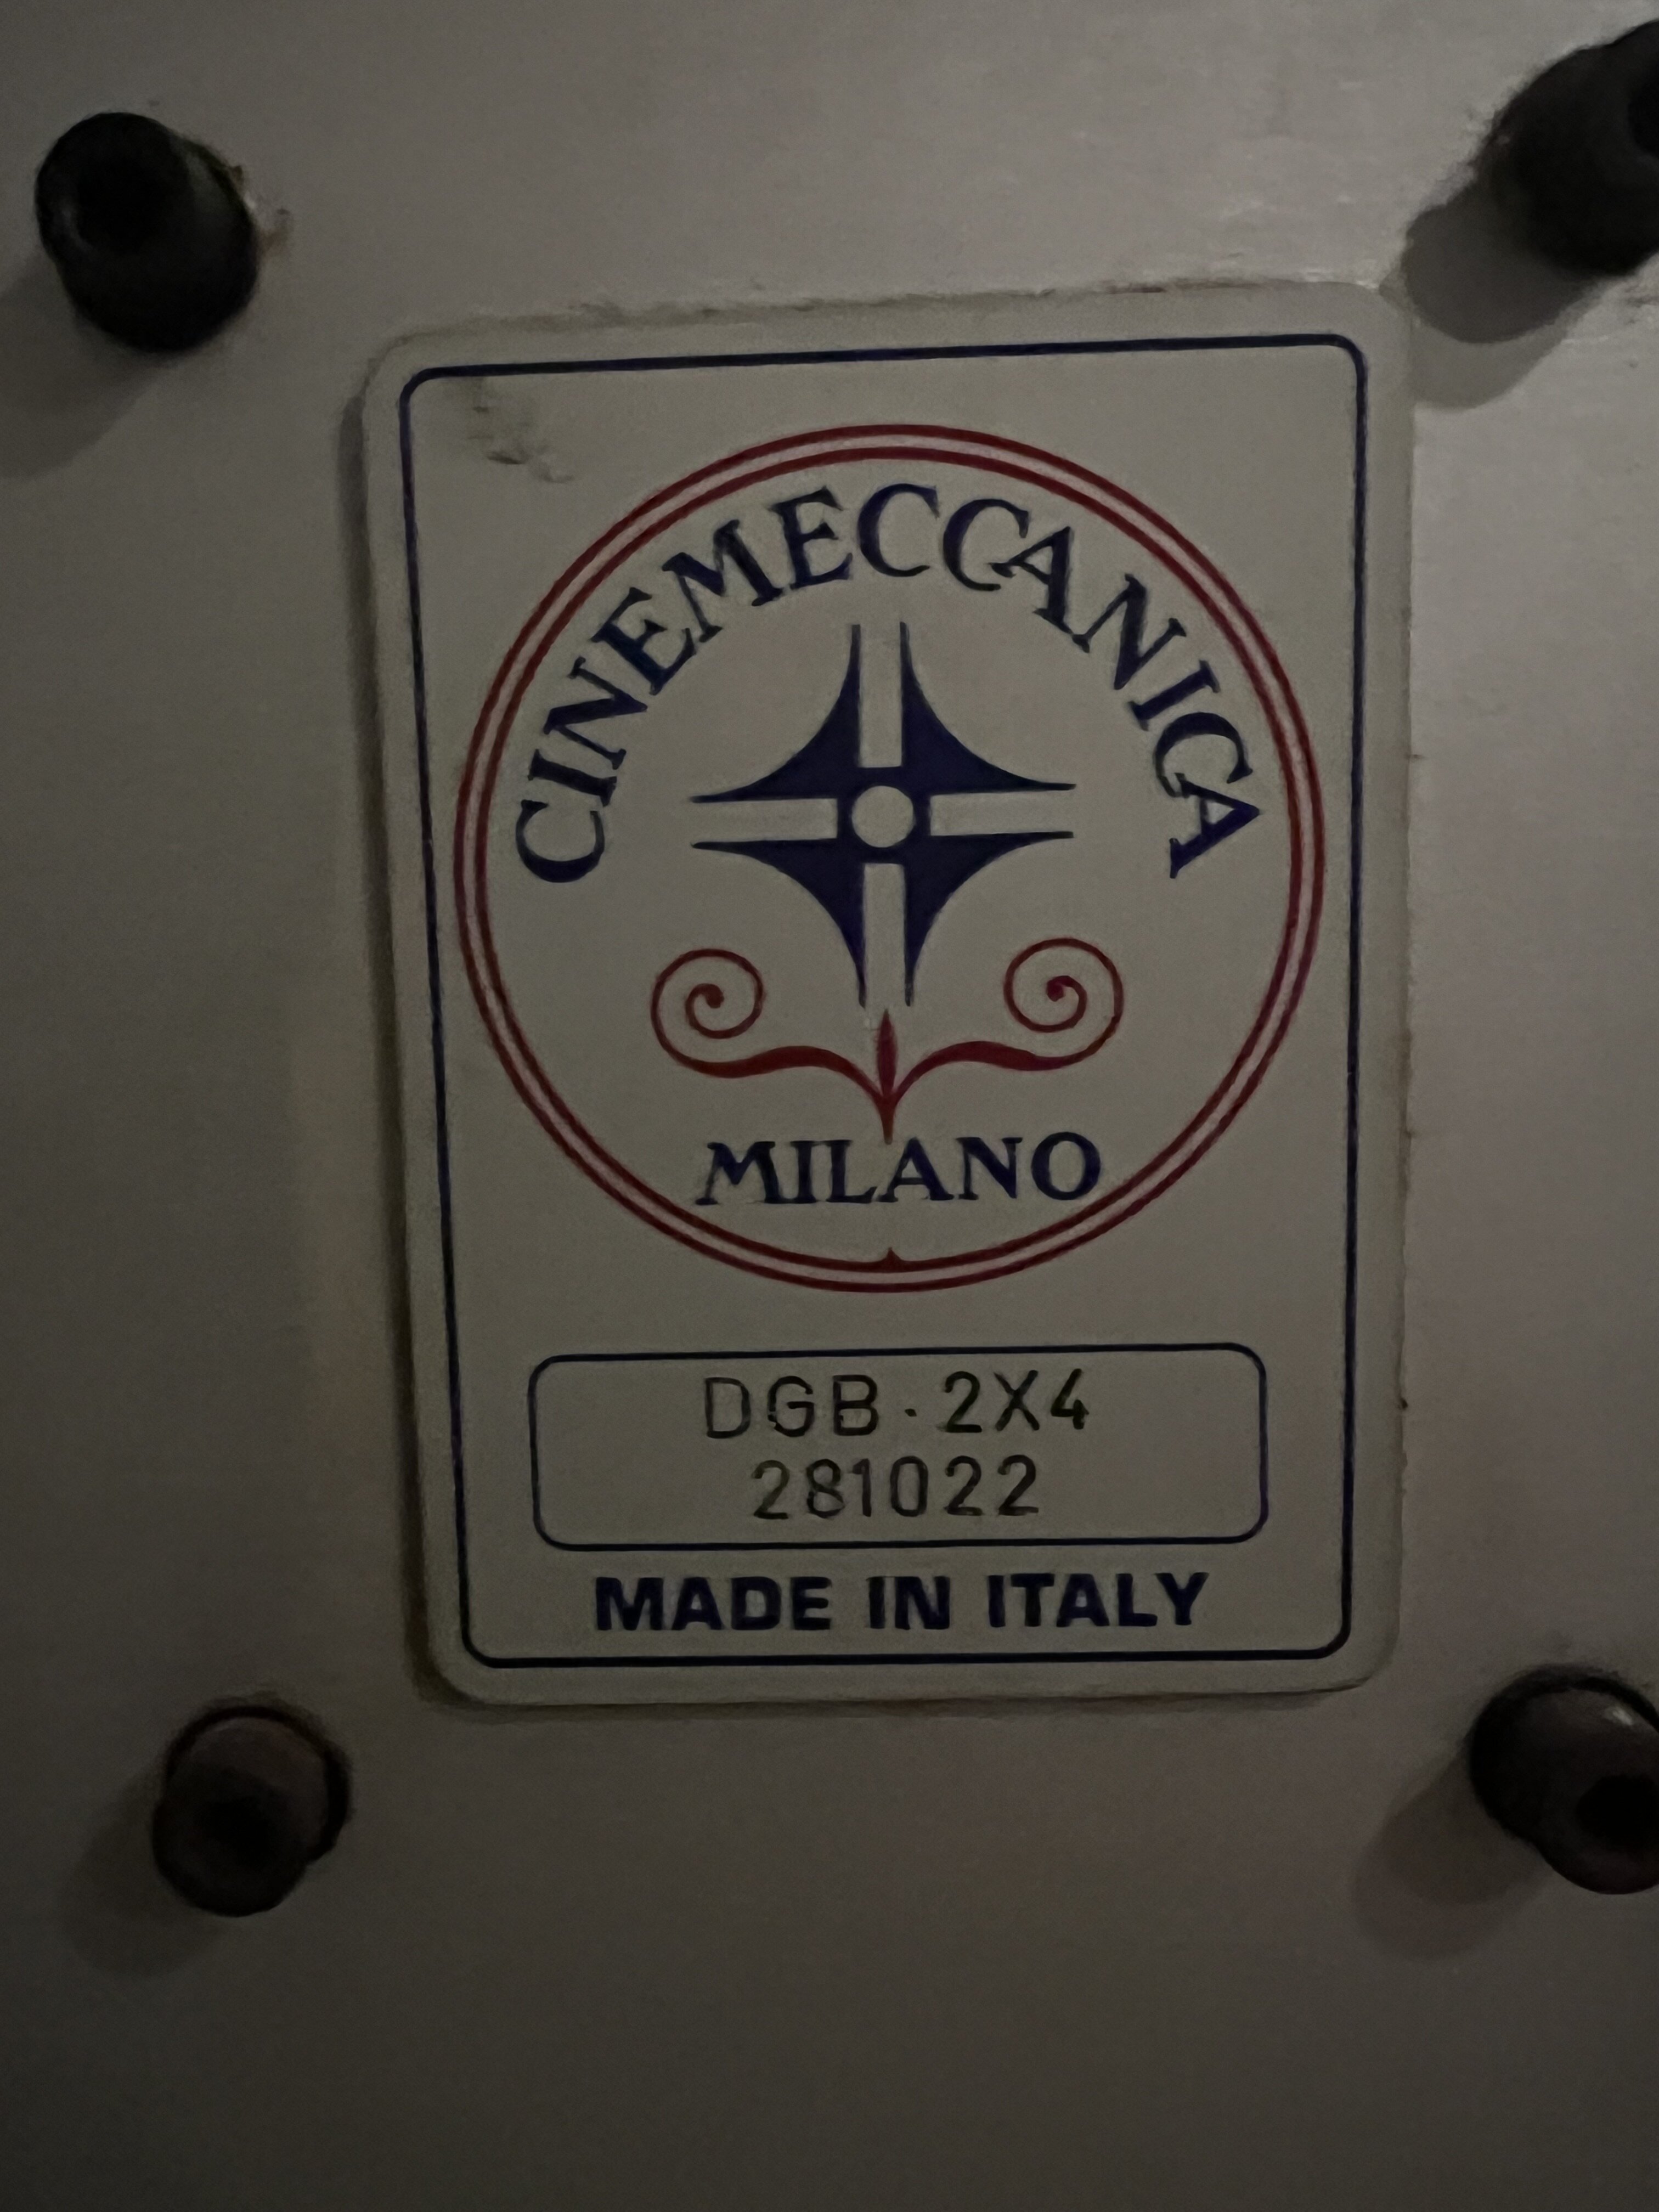 CINEMECCANICA
MILANO
DGB·2X4
281022
MADE IN ITALY